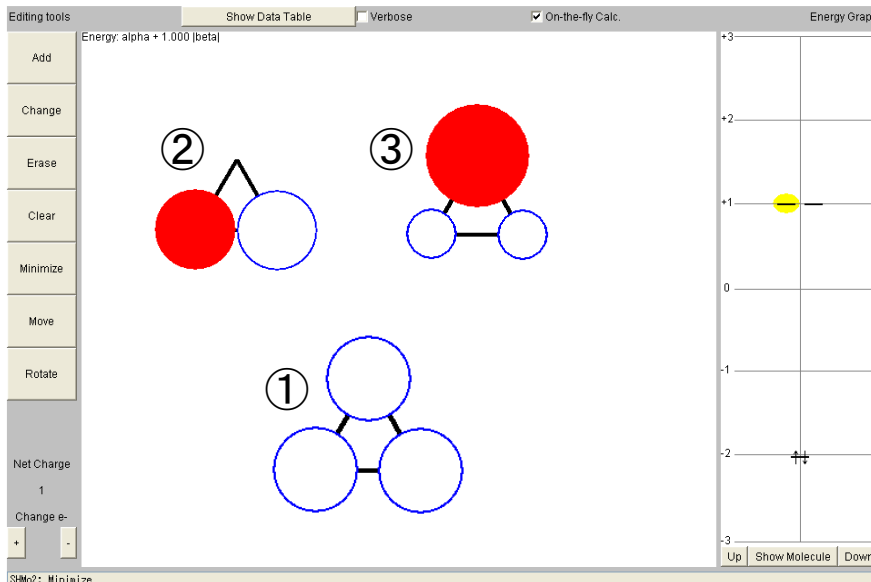 Editing tools
Show Data Table
Verbose
On-the-fly Calc.
Energy Grap
Energy: alpha + 1.000 |beta|
Add
Change
Erase
Clear
Minimize
Move
Rotate
Net Charge
1
Change e-
+
-
②
③
①
+3
+2
+1
0
-1
-2
-3
Up
Show Molecule
Down
SHMo2: Minimize